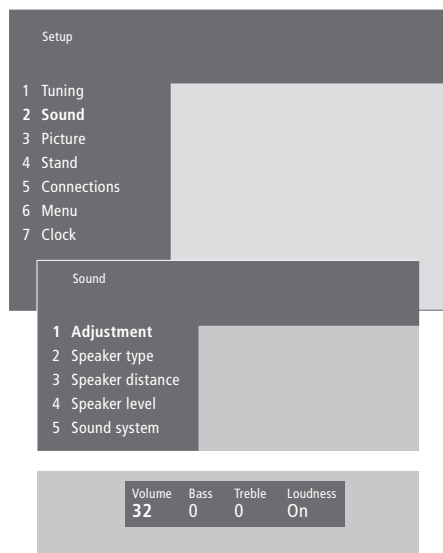 Setup
1 Tuning
2 Sound
3 Picture
4 Stand
5 Connections
6 Menu
7 Clock
Sound
1 Adjustment
2 Speaker type
3 Speaker distance
4 Speaker level
5 Sound system
Volume Bass Treble Loudness
32 0 0 On